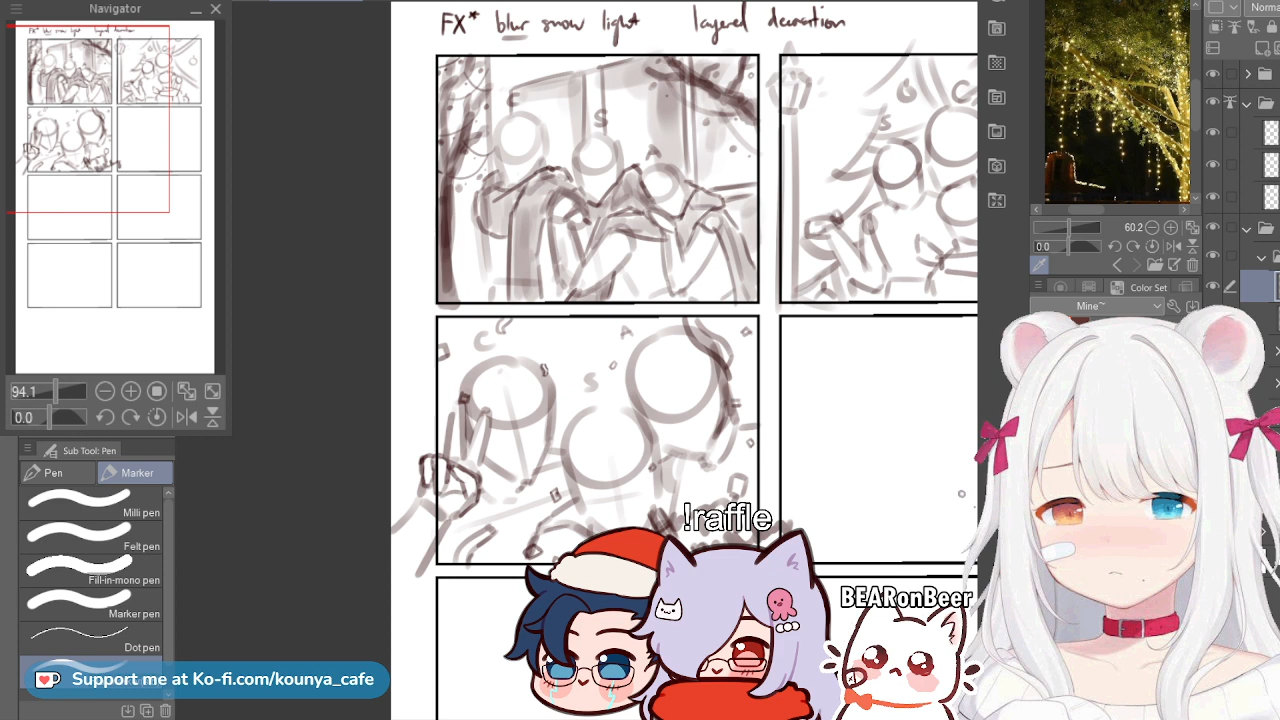 Navigator
FX* blur snow light layered decoration
C
S
A
S
C
C
S
A
94.1
0.0
Sub Tool: Pen
Pen
Marker
Milli pen
Felt pen
Fill-in-mono pen
Marker pen
Dot pen
Support me at Ko-fi.com/kounya_cafe
!raffle
BEARonBeer
Norma
60.2
0.0
Color Set
Mine~